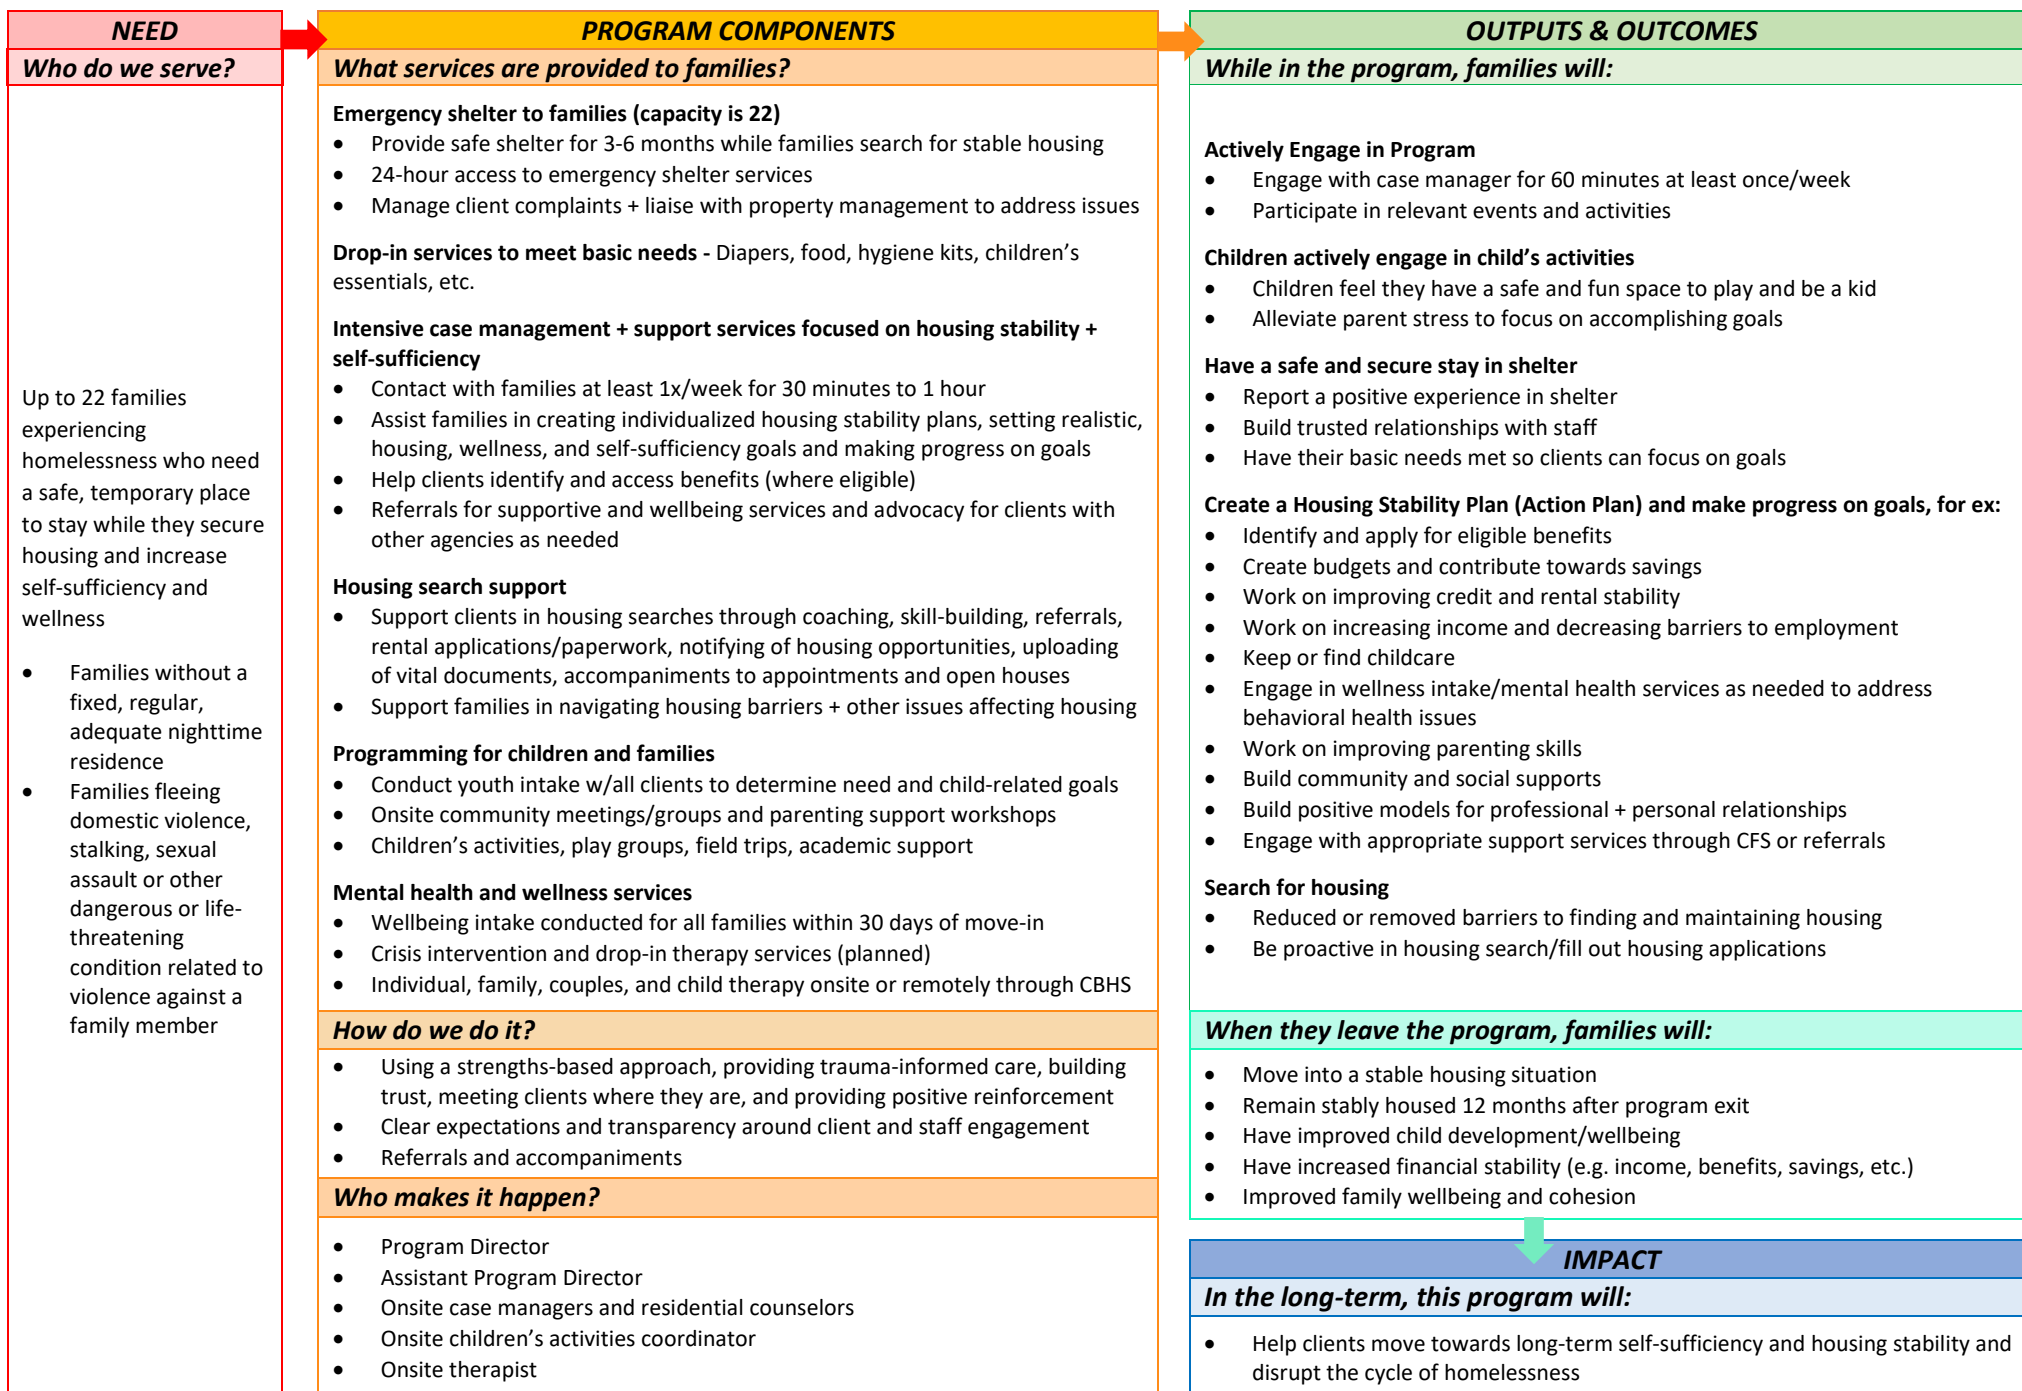 NEED
Who do we serve?
Up to 22 families
experiencing
homelessness who need
a safe, temporary place
to stay while they secure
housing and increase
self-sufficiency and
wellness
• Families without a
fixed, regular,
adequate nighttime
residence
• Families fleeing
domestic violence,
stalking, sexual
assault or other
dangerous or life-
threatening
condition related to
violence against a
family member
PROGRAM COMPONENTS
What services are provided to families?
Emergency shelter to families (capacity is 22)
• Provide safe shelter for 3-6 months while families search for stable housing
• 24-hour access to emergency shelter services
• Manage client complaints + liaise with property management to address issues
Drop-in services to meet basic needs - Diapers, food, hygiene kits, children’s
essentials, etc.
Intensive case management + support services focused on housing stability +
self-sufficiency
• Contact with families at least 1x/week for 30 minutes to 1 hour
• Assist families in creating individualized housing stability plans, setting realistic,
housing, wellness, and self-sufficiency goals and making progress on goals
• Help clients identify and access benefits (where eligible)
• Referrals for supportive and wellbeing services and advocacy for clients with
other agencies as needed
Housing search support
• Support clients in housing searches through coaching, skill-building, referrals,
rental applications/paperwork, notifying of housing opportunities, uploading
of vital documents, accompaniments to appointments and open houses
• Support families in navigating housing barriers + other issues affecting housing
Programming for children and families
• Conduct youth intake w/all clients to determine need and child-related goals
• Onsite community meetings/groups and parenting support workshops
• Children’s activities, play groups, field trips, academic support
Mental health and wellness services
• Wellbeing intake conducted for all families within 30 days of move-in
• Crisis intervention and drop-in therapy services (planned)
• Individual, family, couples, and child therapy onsite or remotely through CBHS
How do we do it?
• Using a strengths-based approach, providing trauma-informed care, building
trust, meeting clients where they are, and providing positive reinforcement
• Clear expectations and transparency around client and staff engagement
• Referrals and accompaniments
Who makes it happen?
• Program Director
• Assistant Program Director
• Onsite case managers and residential counselors
• Onsite children’s activities coordinator
• Onsite therapist
OUTPUTS & OUTCOMES
While in the program, families will:
Actively Engage in Program
• Engage with case manager for 60 minutes at least once/week
• Participate in relevant events and activities
Children actively engage in child’s activities
• Children feel they have a safe and fun space to play and be a kid
• Alleviate parent stress to focus on accomplishing goals
Have a safe and secure stay in shelter
• Report a positive experience in shelter
• Build trusted relationships with staff
• Have their basic needs met so clients can focus on goals
Create a Housing Stability Plan (Action Plan) and make progress on goals, for ex:
• Identify and apply for eligible benefits
• Create budgets and contribute towards savings
• Work on improving credit and rental stability
• Work on increasing income and decreasing barriers to employment
• Keep or find childcare
• Engage in wellness intake/mental health services as needed to address
behavioral health issues
• Work on improving parenting skills
• Build community and social supports
• Build positive models for professional + personal relationships
• Engage with appropriate support services through CFS or referrals
Search for housing
• Reduced or removed barriers to finding and maintaining housing
• Be proactive in housing search/fill out housing applications
When they leave the program, families will:
• Move into a stable housing situation
• Remain stably housed 12 months after program exit
• Have improved child development/wellbeing
• Have increased financial stability (e.g. income, benefits, savings, etc.)
• Improved family wellbeing and cohesion
IMPACT
In the long-term, this program will:
• Help clients move towards long-term self-sufficiency and housing stability and
disrupt the cycle of homelessness